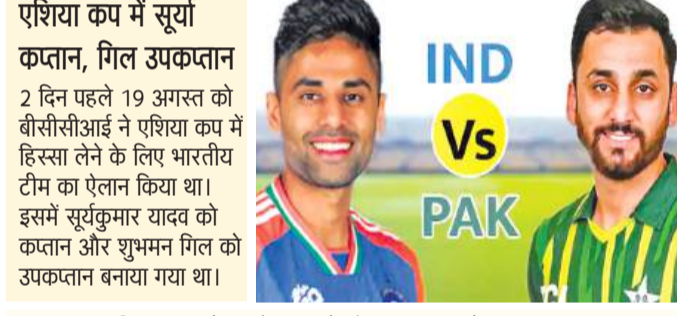 एशिया कप में सूर्या
कप्तान, गिल उपकप्तान
2 दिन पहले 19 अगस्त को
बीसीसीआई ने एशिया कप में
हिस्सा लेने के लिए भारतीय
टीम का ऐलान किया था।
इसमें सूर्यकुमार यादव को
कप्तान और शुभमन गिल को
उपकप्तान बनाया गया था।
IND
Vs
PAK